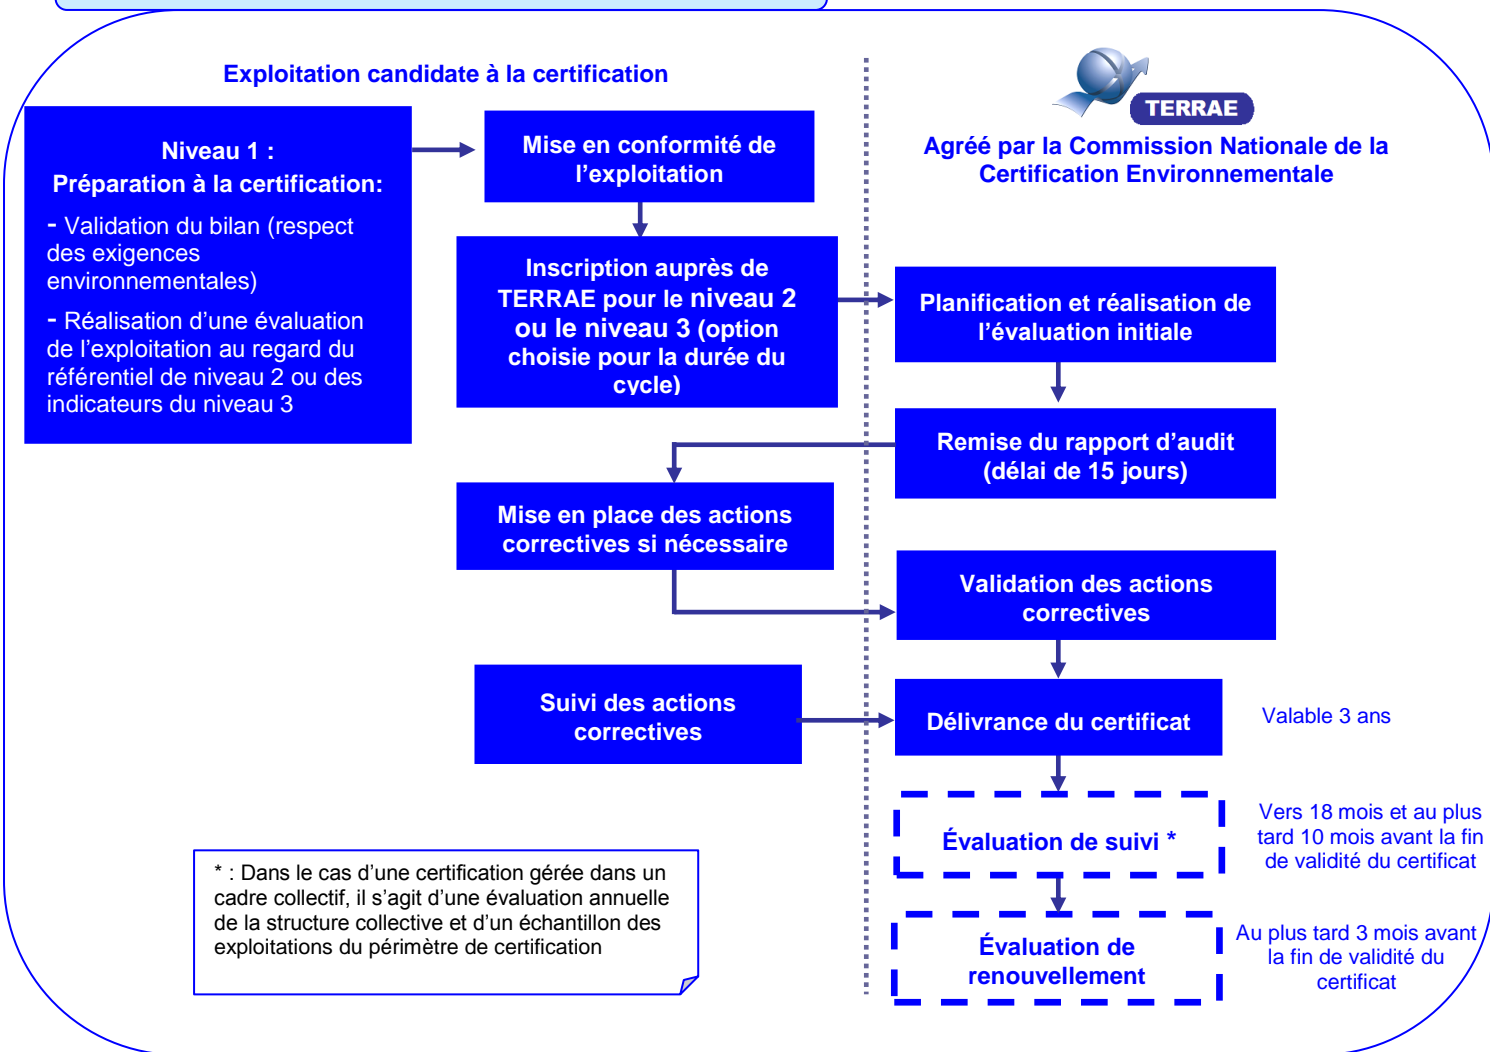 Exploitation candidate à la certification
TERRAE
Agréé par la Commission Nationale de la
Certification Environnementale
Niveau 1 :
Préparation à la certification:
- Validation du bilan (respect
des exigences
environnementales)
- Réalisation d’une évaluation
de l’exploitation au regard du
référentiel de niveau 2 ou des
indicateurs du niveau 3
Mise en conformité de
l’exploitation
Inscription auprès de
TERRAE pour le niveau 2
ou le niveau 3 (option
choisie pour la durée du
cycle)
Planification et réalisation de
l’évaluation initiale
Remise du rapport d’audit
(délai de 15 jours)
Mise en place des actions
correctives si nécessaire
Validation des actions
correctives
Suivi des actions
correctives
Délivrance du certificat
Valable 3 ans
Évaluation de suivi *
Vers 18 mois et au plus
tard 10 mois avant la fin
de validité du certificat
* : Dans le cas d’une certification gérée dans un
cadre collectif, il s’agit d’une évaluation annuelle
de la structure collective et d’un échantillon des
exploitations du périmètre de certification
Évaluation de
renouvellement
Au plus tard 3 mois avant
la fin de validité du
certificat